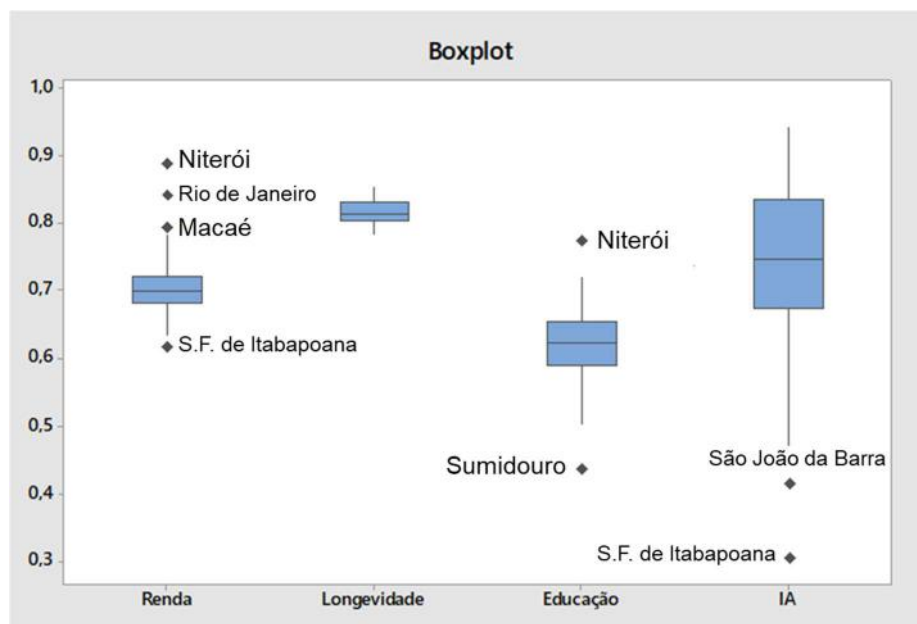 Boxplot
1,0
0,9
0,8
0,7
0,6
0,5
0,4
0,3
Niterói
Rio de Janeiro
Macaé
S.F. de Itabapoana
Niterói
Sumidouro
São João da Barra
S.F. de Itabapoana
Renda
Longevidade
Educação
IA